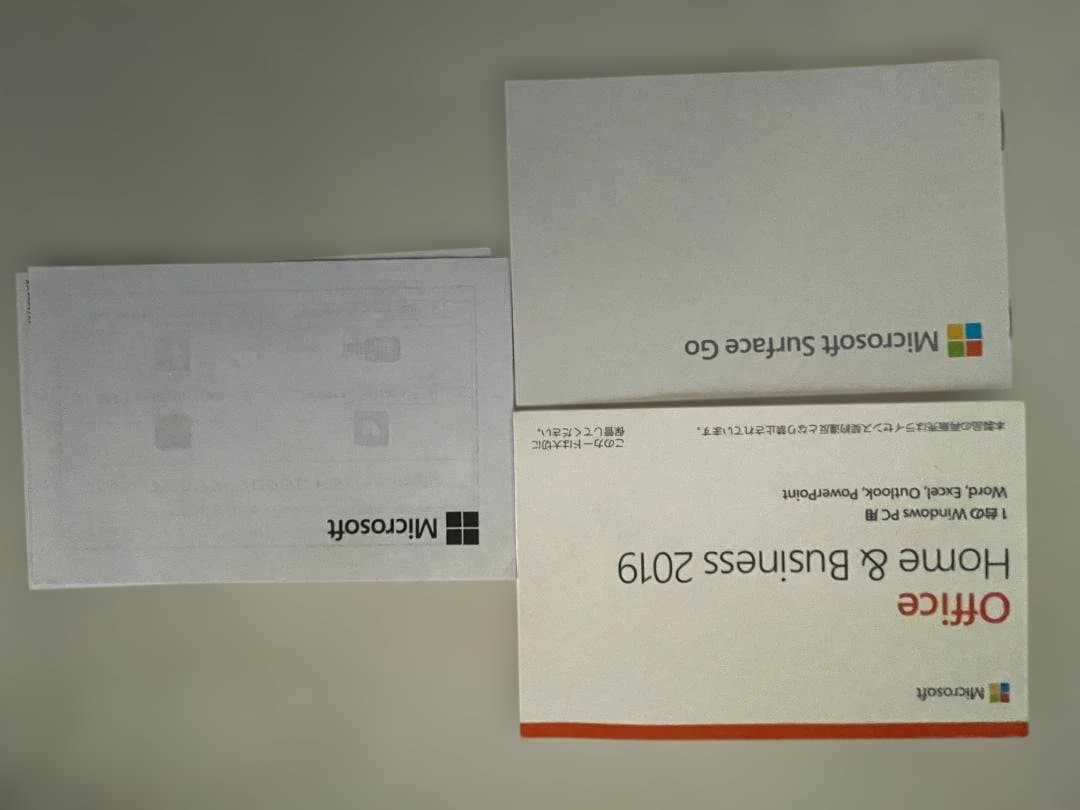 Microsoft
Office
Home & Business 2019
1 台の Windows PC 用
Word, Excel, Outlook, PowerPoint
本製品の再販売はライセンス契約違反となり禁止されています。
このカードは大切に
保管してください。
Microsoft
Microsoft Surface Go